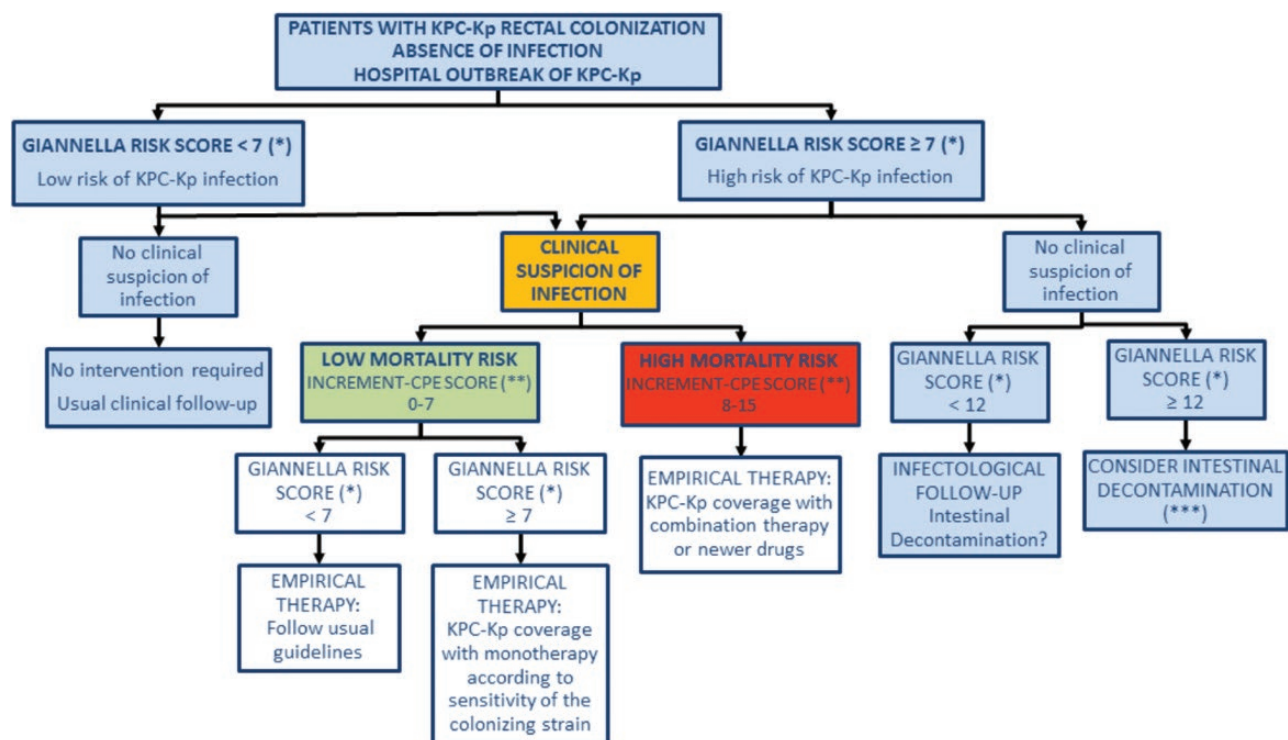 PATIENTS WITH KPC-Kp RECTAL COLONIZATION
ABSENCE OF INFECTION
HOSPITAL OUTBREAK OF KPC-Kp
GIANNELLA RISK SCORE < 7 (*)
Low risk of KPC-Kp infection
GIANNELLA RISK SCORE ≥ 7 (*)
High risk of KPC-Kp infection
No clinical
suspicion of
infection
CLINICAL
SUSPICION OF
INFECTION
No clinical
suspicion of
infection
No intervention required
Usual clinical follow-up
LOW MORTALITY RISK
INCREMENT-CPE SCORE (**)
0-7
HIGH MORTALITY RISK
INCREMENT-CPE SCORE (**)
8-15
GIANNELLA RISK
SCORE (*)
< 12
GIANNELLA RISK
SCORE (*)
≥ 12
GIANNELLA RISK
SCORE (*)
< 7
GIANNELLA RISK
SCORE (*)
≥ 7
EMPIRICAL THERAPY:
KPC-Kp coverage with
combination therapy
or newer drugs
INFECTOLOGICAL
FOLLOW-UP
Intestinal
Decontamination?
CONSIDER INTESTINAL
DECONTAMINATION
(***)
EMPIRICAL
THERAPY:
Follow usual
guidelines
EMPIRICAL
THERAPY:
KPC-Kp coverage
with monotherapy
according to
sensitivity of the
colonizing strain